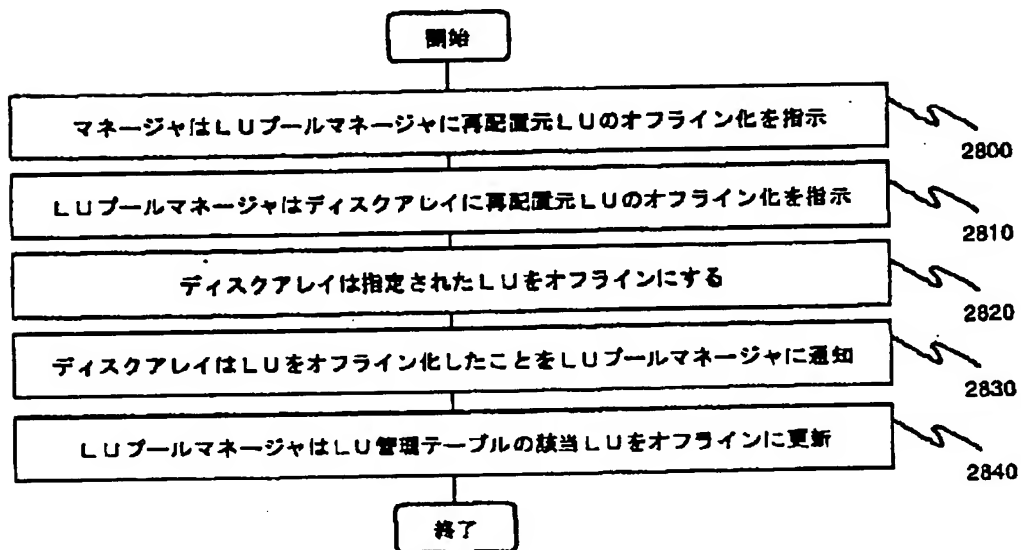 開始
マネージャはLUプールマネージャに再配置元LUのオフライン化を指示
2800
LUプールマネージャはディスクアレイに再配置元LUのオフライン化を指示
2810
ディスクアレイは指定されたLUをオフラインにする
2820
ディスクアレイはLUをオフライン化したことをLUプールマネージャに通知
2830
LUプールマネージャはLU管理テーブルの該当LUをオフラインに更新
2840
終了